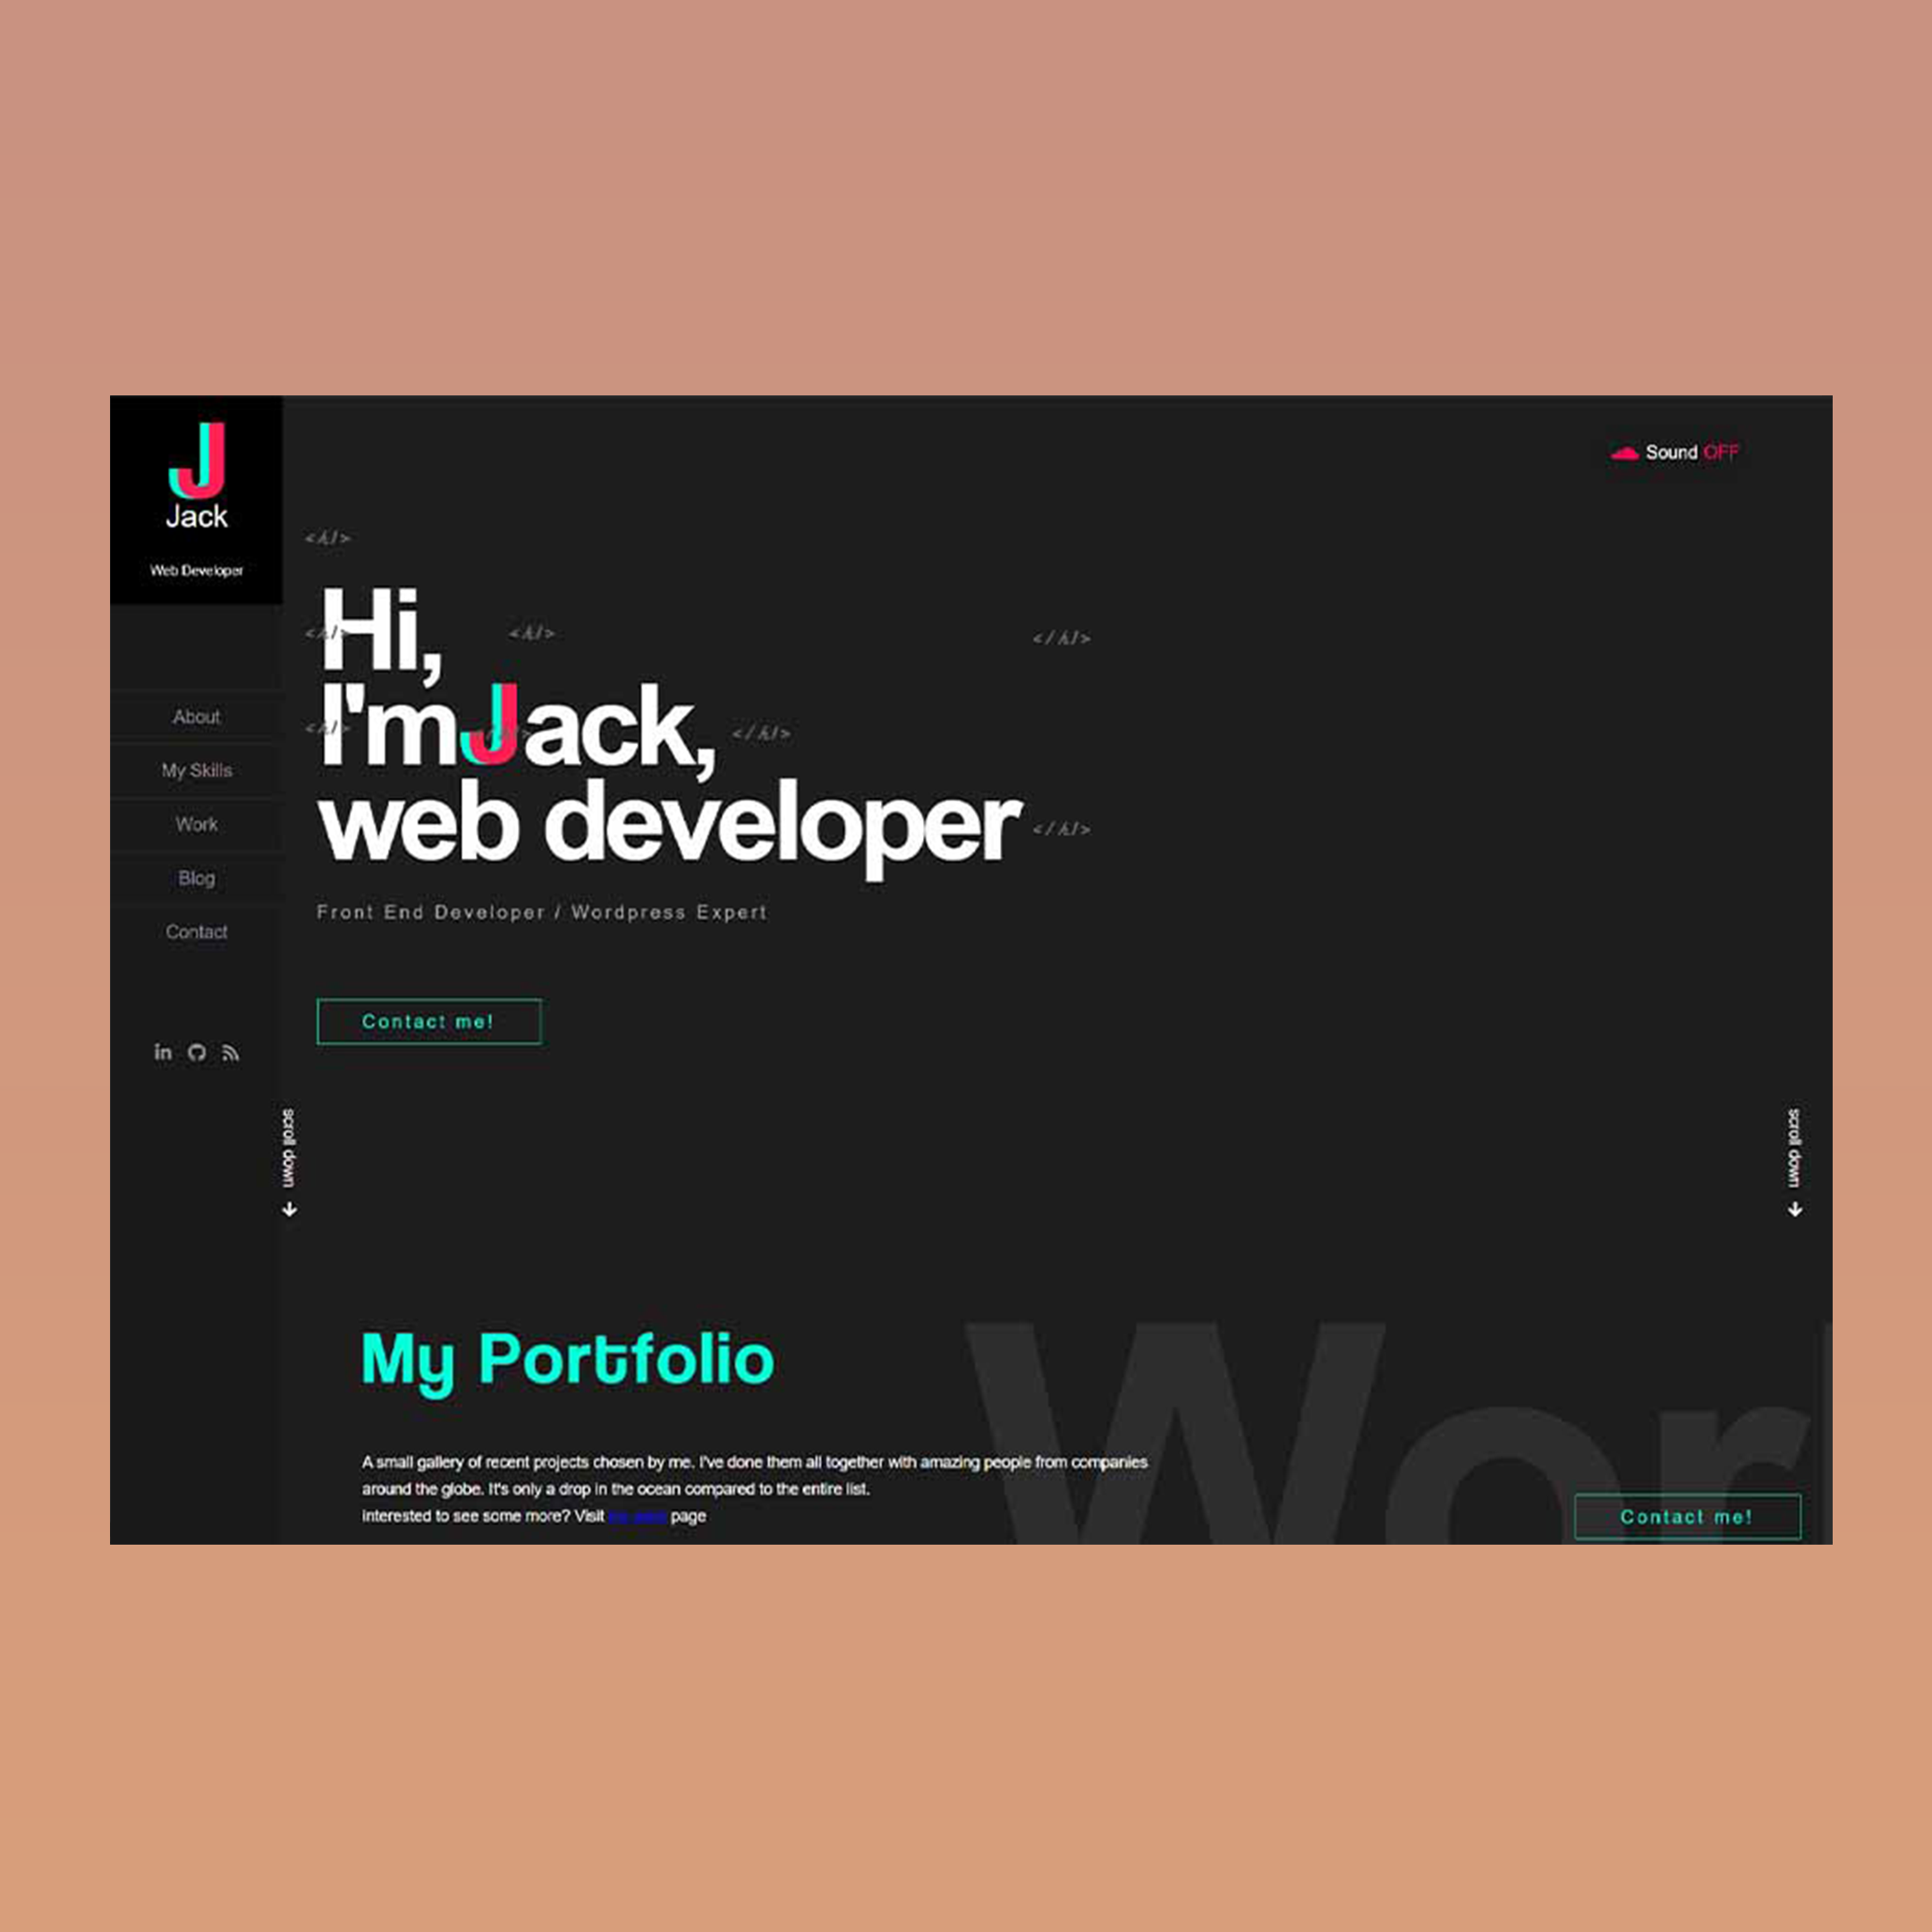 J
Jack
Web Developer
About
My Skills
Work
Blog
Contact
in
Sound OFF
Hi,
I'm Jack,
web developer
Front End Developer / Wordpress Expert
Contact me!
scroll down
scroll down
My Portfolio
Wor
A small gallery of recent projects chosen by me. I've done them all together with amazing people from companies
around the globe. It's only a drop in the ocean compared to the entire list.
Interested to see some more? Visit page
Contact me!